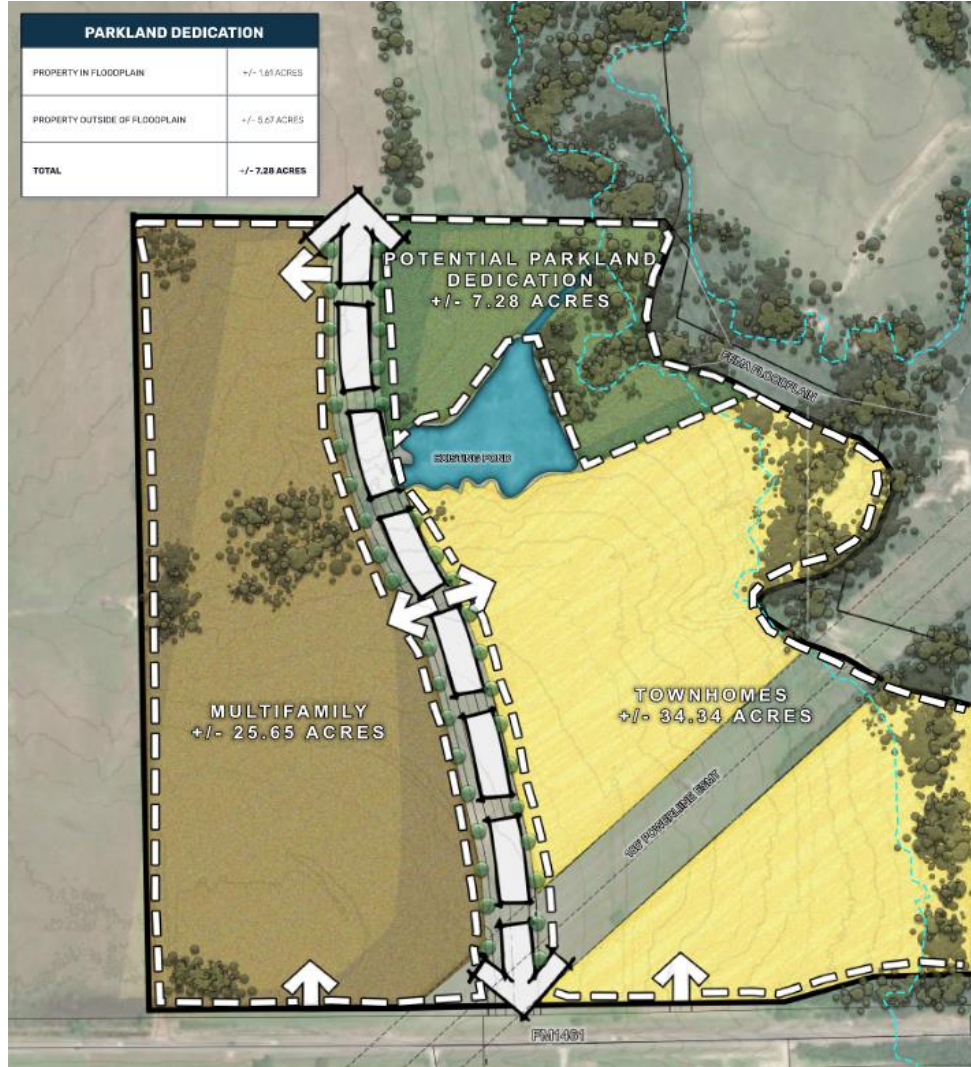 PARKLAND DEDICATION
PROPERTY IN FLOODPLAIN +/- 1.61 ACRES
PROPERTY OUTSIDE OF FLOODPLAIN +/- 5.67 ACRES
TOTAL +/- 7.28 ACRES
POTENTIAL PARKLAND
DEDICATION
+/- 7.28 ACRES
FEMA FLOODPLAIN
EXISTING POND
MULTIFAMILY
+/- 25.65 ACRES
TOWNHOMES
+/- 34.34 ACRES
POWERLINE ESMT
FM1461